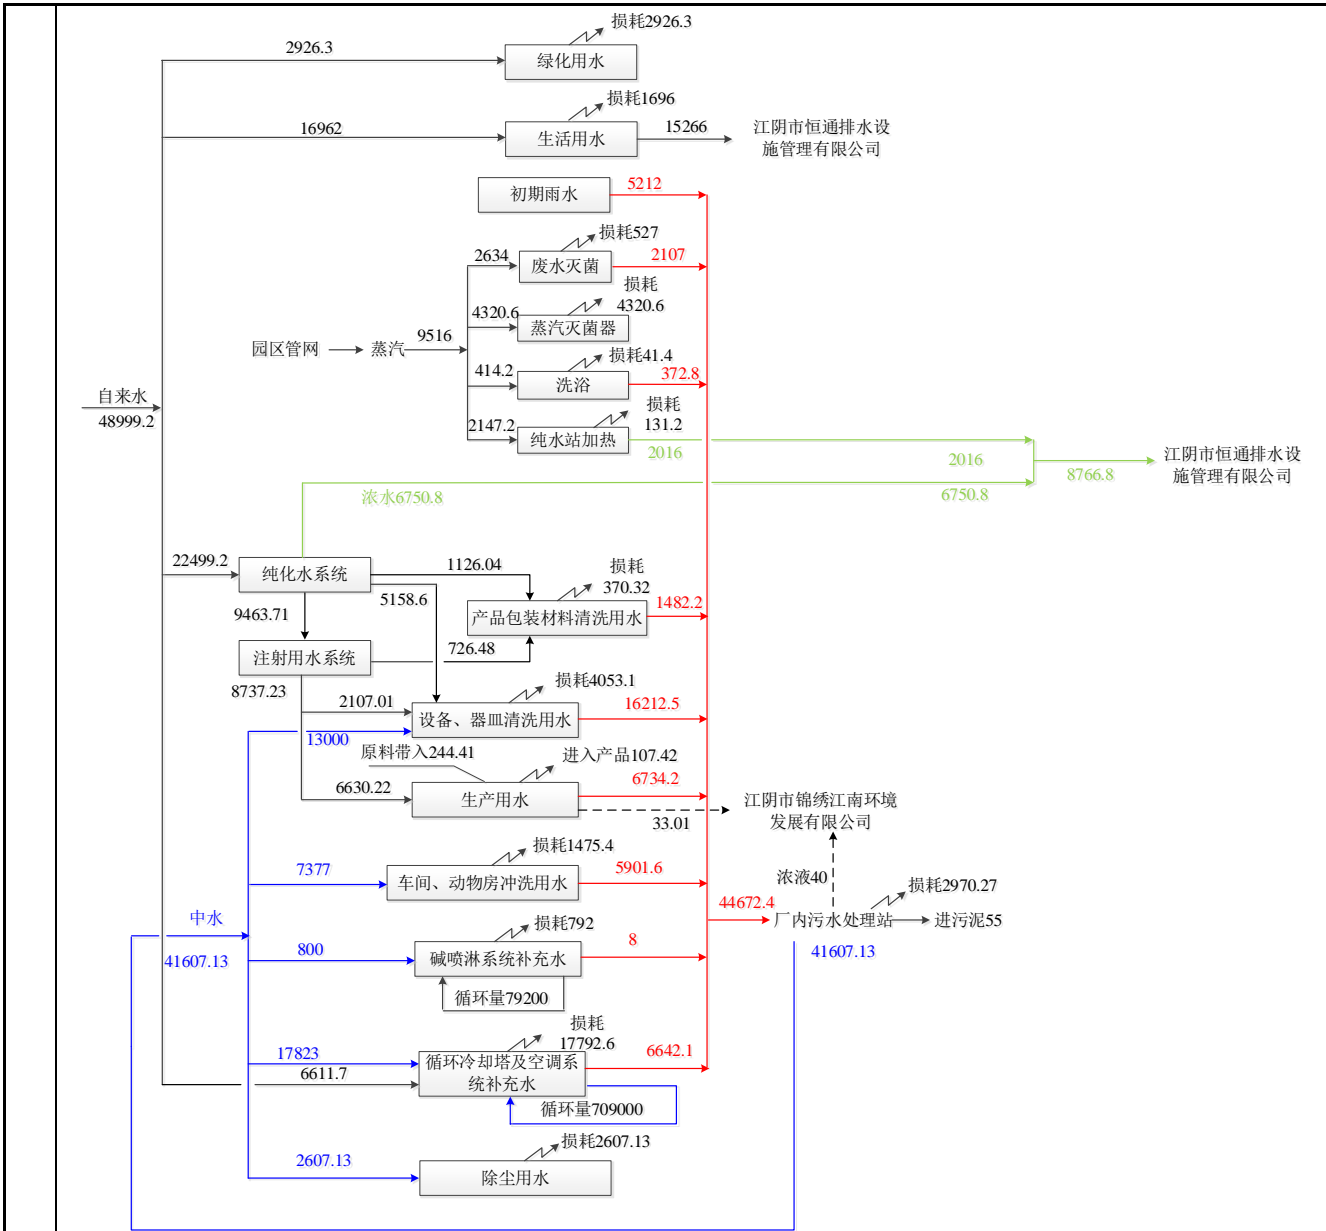 损耗2926.3
2926.3
绿化用水
损耗1696
16962
生活用水
15266
江阴市恒通排水设
施管理有限公司
初期雨水
5212
损耗527
2634
废水灭菌
2107
损耗
4320.6
4320.6
蒸汽灭菌器
园区管网
蒸汽
9516
损耗41.4
414.2
洗浴
372.8
自来水
48999.2
损耗
131.2
2147.2
纯水站加热
2016
2016
8766.8
江阴市恒通排水设
施管理有限公司
浓水6750.8
6750.8
22499.2
纯化水系统
1126.04
5158.6
损耗
370.32
产品包装材料清洗用水
1482.2
9463.71
注射用水系统
726.48
8737.23
2107.01
损耗4053.1
设备、器皿清洗用水
16212.5
13000
原料带入244.41
进入产品107.42
6630.22
生产用水
6734.2
33.01
江阴市锦绣江南环境
发展有限公司
损耗1475.4
7377
车间、动物房冲洗用水
5901.6
浓液40
损耗2970.27
44672.4
厂内污水处理站
进污泥55
41607.13
中水
41607.13
损耗792
800
碱喷淋系统补充水
8
循环量79200
损耗
17792.6
17823
6611.7
循环冷却塔及空调系
统补充水
6642.1
循环量709000
损耗2607.13
2607.13
除尘用水